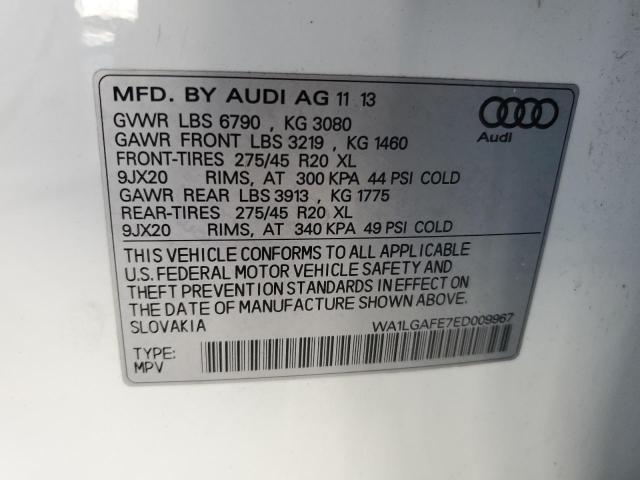 MFD. BY AUDI AG 11 13
Audi
GVWR LBS 6790 , KG 3080
GAWR FRONT LBS 3219 , KG 1460
FRONT-TIRES 275/45 R20 XL
9JX20 RIMS, AT 300 KPA 44 PSI COLD
GAWR REAR LBS 3913 , KG 1775
REAR-TIRES 275/45 R20 XL
9JX20 RIMS, AT 340 KPA 49 PSI COLD
THIS VEHICLE CONFORMS TO ALL APPLICABLE
U.S. FEDERAL MOTOR VEHICLE SAFETY AND
THEFT PREVENTION STANDARDS IN EFFECT ON
THE DATE OF MANUFACTURE SHOWN ABOVE.
SLOVAKIA WA1LGAFE7ED009967
TYPE:
MPV